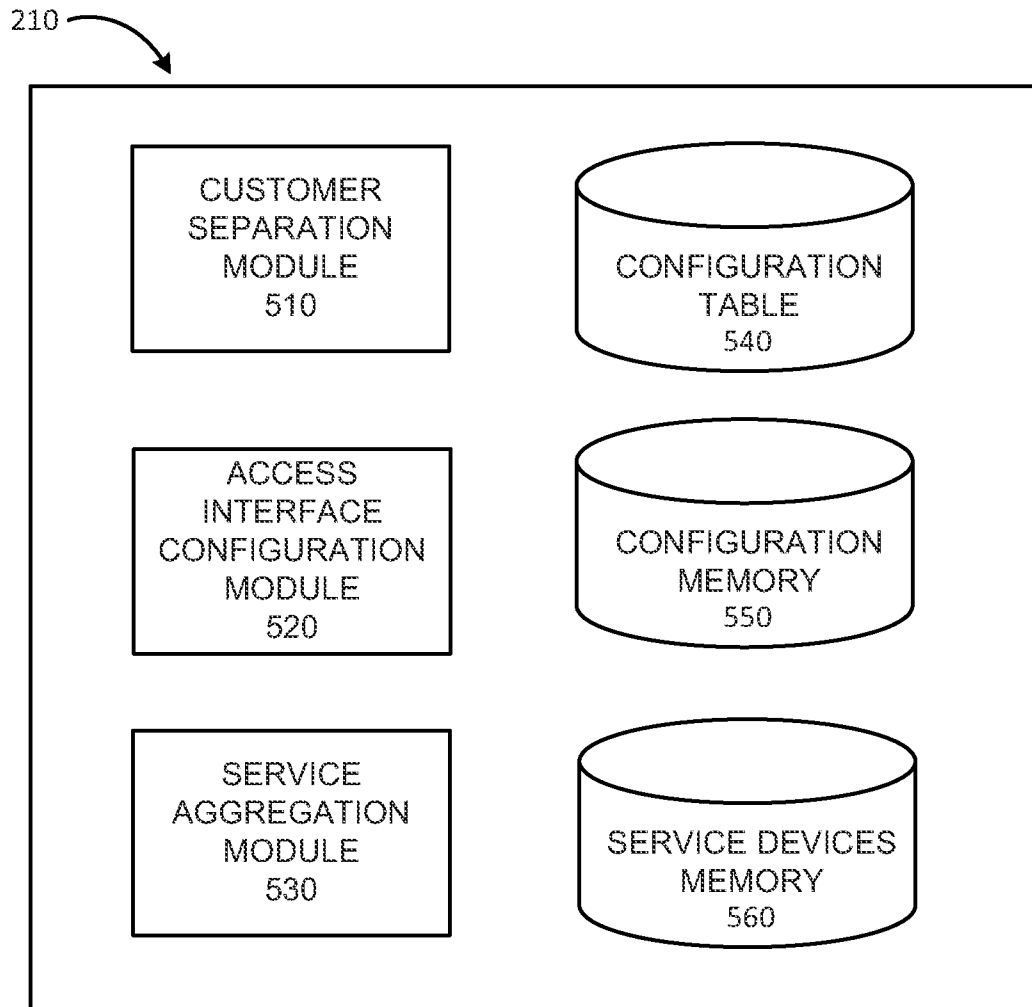 210
CUSTOMER
SEPARATION
MODULE
510
CONFIGURATION
TABLE
540
ACCESS
INTERFACE
CONFIGURATION
MODULE
520
CONFIGURATION
MEMORY
550
SERVICE
AGGREGATION
MODULE
530
SERVICE DEVICES
MEMORY
560